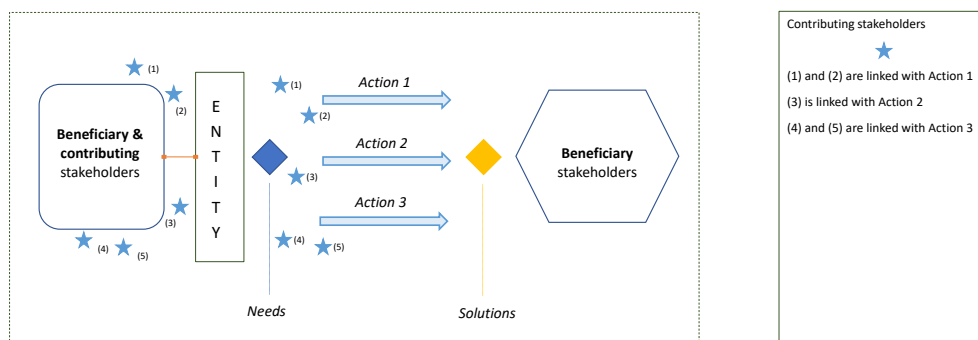 (1)
(2)
Beneficiary &
contributing
stakeholders
(3)
(4)
(5)
E
N
T
I
T
Y
(1)
(2)
(3)
(4)
(5)
Action 1
Action 2
Action 3
Needs
Solutions
Beneficiary
stakeholders
Contributing stakeholders
(1) and (2) are linked with Action 1
(3) is linked with Action 2
(4) and (5) are linked with Action 3